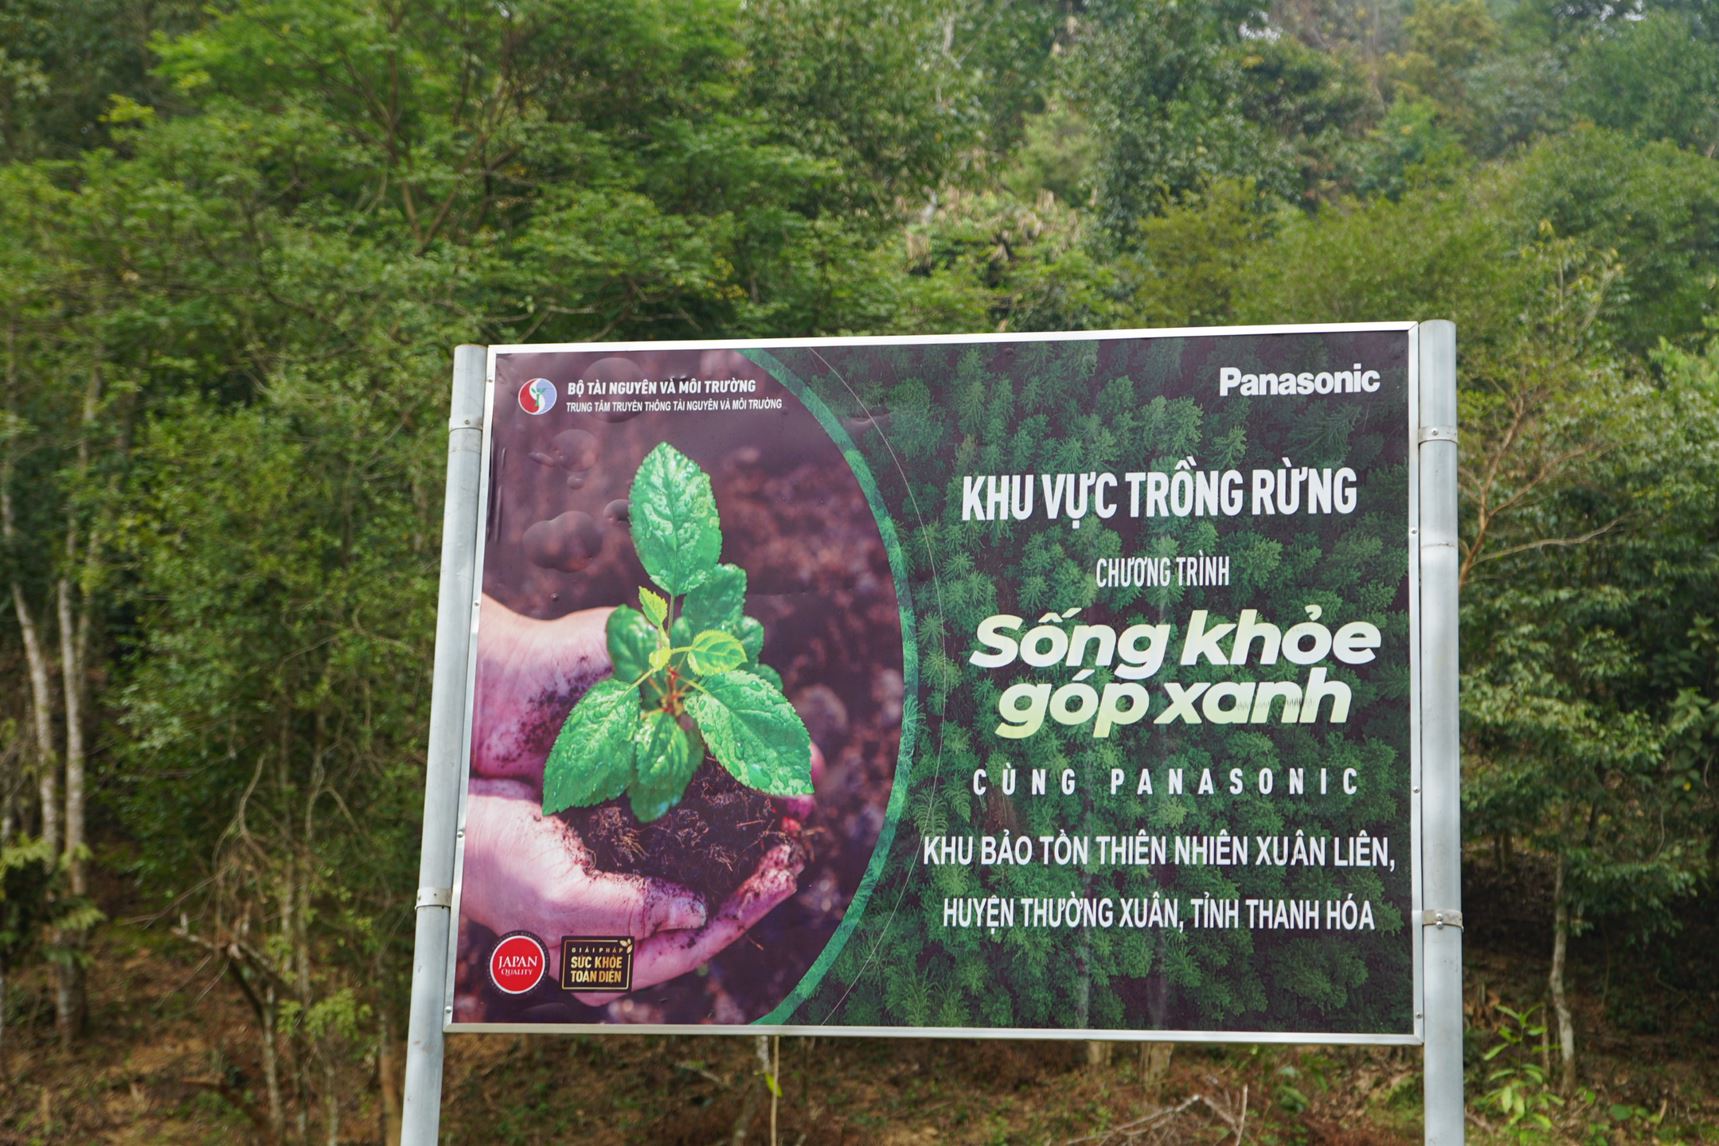 BỘ TÀI NGUYÊN VÀ MÔI TRƯỜNG
TRUNG TÂM TRUYỀN THÔNG TÀI NGUYÊN VÀ MÔI TRƯỜNG
Panasonic
KHU VỰC TRỒNG RỪNG
CHƯƠNG TRÌNH
Sống khỏe
góp xanh
CÙNG PANASONIC
KHU BẢO TỒN THIÊN NHIÊN XUÂN LIÊN,
HUYỆN THƯỜNG XUÂN, TỈNH THANH HÓA
JAPAN
QUALITY
GIẢI PHÁP
SỨC KHỎE
TOÀN DIỆN